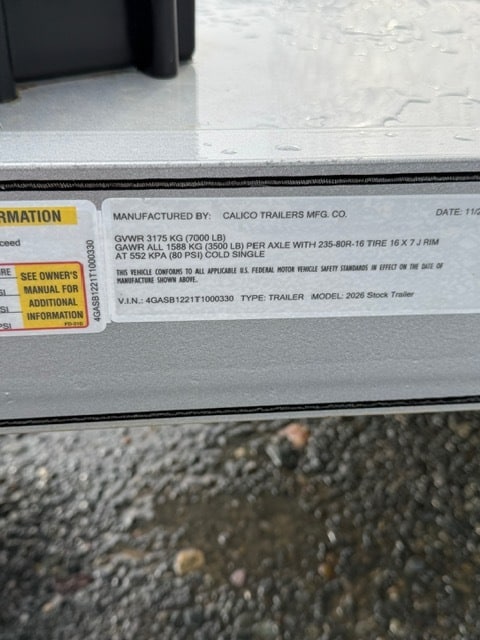 RMATION
ceed
RE
SI
PSI
SEE OWNER'S
MANUAL FOR
ADDITIONAL
INFORMATION
4GASB1221T1000330
MANUFACTURED BY: CALICO TRAILERS MFG. CO. DATE: 11/2
GVWR 3175 KG (7000 LB)
GAWR ALL 1588 KG (3500 LB) PER AXLE WITH 235-80R-16 TIRE 16 X 7 J RIM
AT 552 KPA (80 PSI) COLD SINGLE
THIS VEHICLE CONFORMS TO ALL APPLICABLE U.S. FEDERAL MOTOR VEHICLE SAFETY STANDARDS IN EFFECT ON THE DATE OF
MANUFACTURE SHOWN ABOVE.
V.I.N.: 4GASB1221T1000330 TYPE: TRAILER MODEL: 2026 Stock Trailer